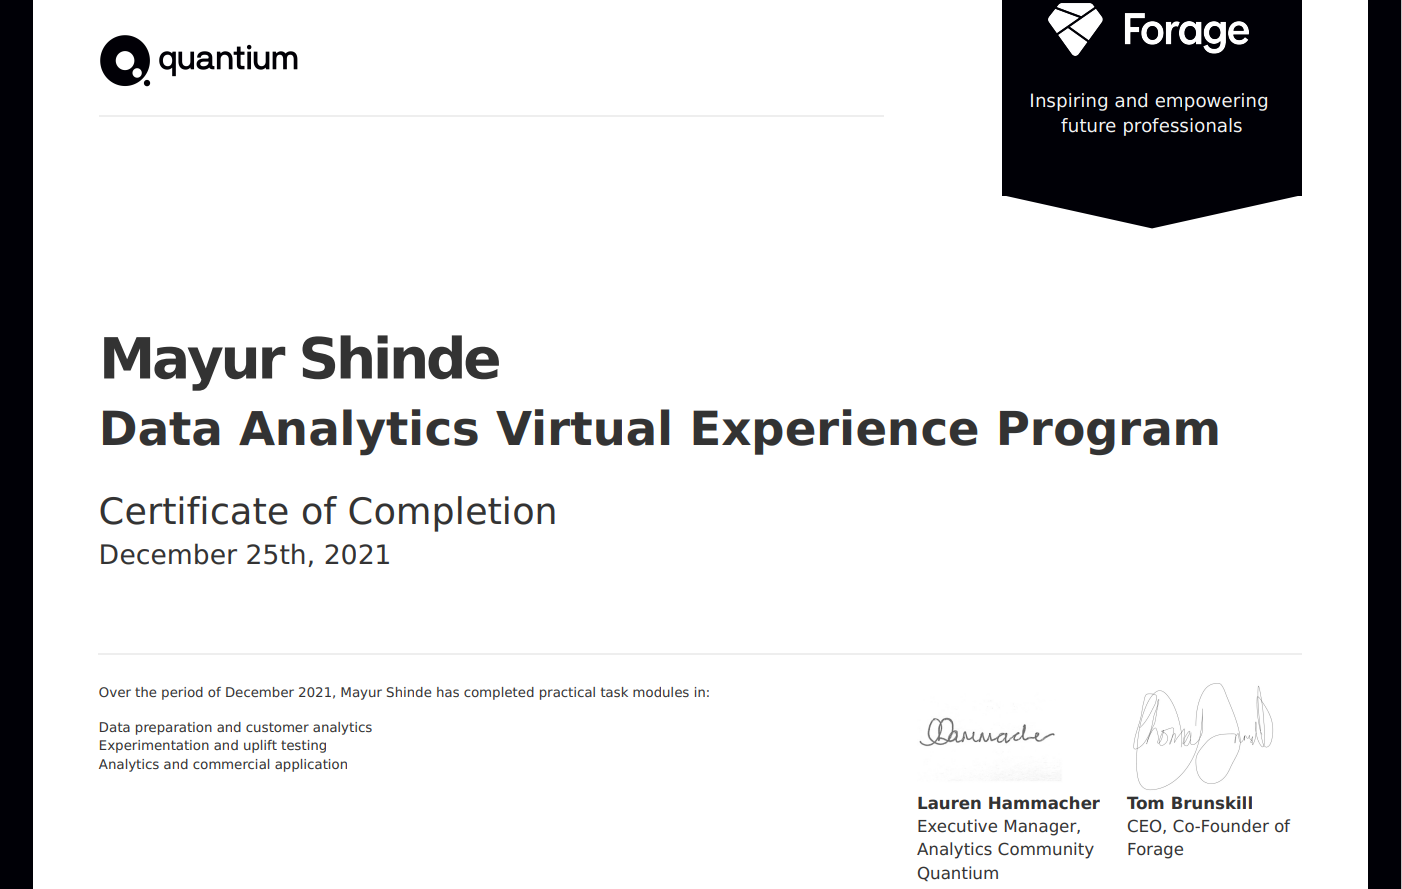 quantium
Forage
Inspiring and empowering
future professionals
Mayur Shinde
Data Analytics Virtual Experience Program
Certificate of Completion
December 25th, 2021
Over the period of December 2021, Mayur Shinde has completed practical task modules in:
Data preparation and customer analytics
Experimentation and uplift testing
Analytics and commercial application
Lauren Hammacher
Executive Manager,
Analytics Community
Quantium
Tom Brunskill
CEO, Co-Founder of
Forage